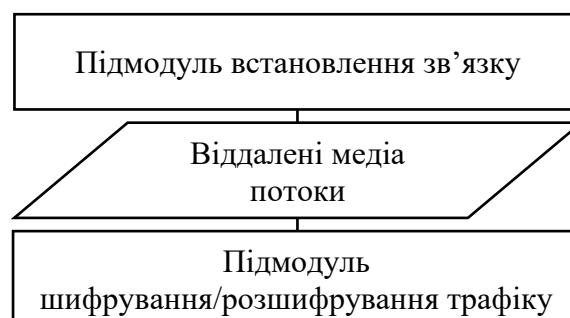 Підмодуль встановлення зв’язку
Віддалені медіа
потоки
Підмодуль
шифрування/розшифрування трафіку